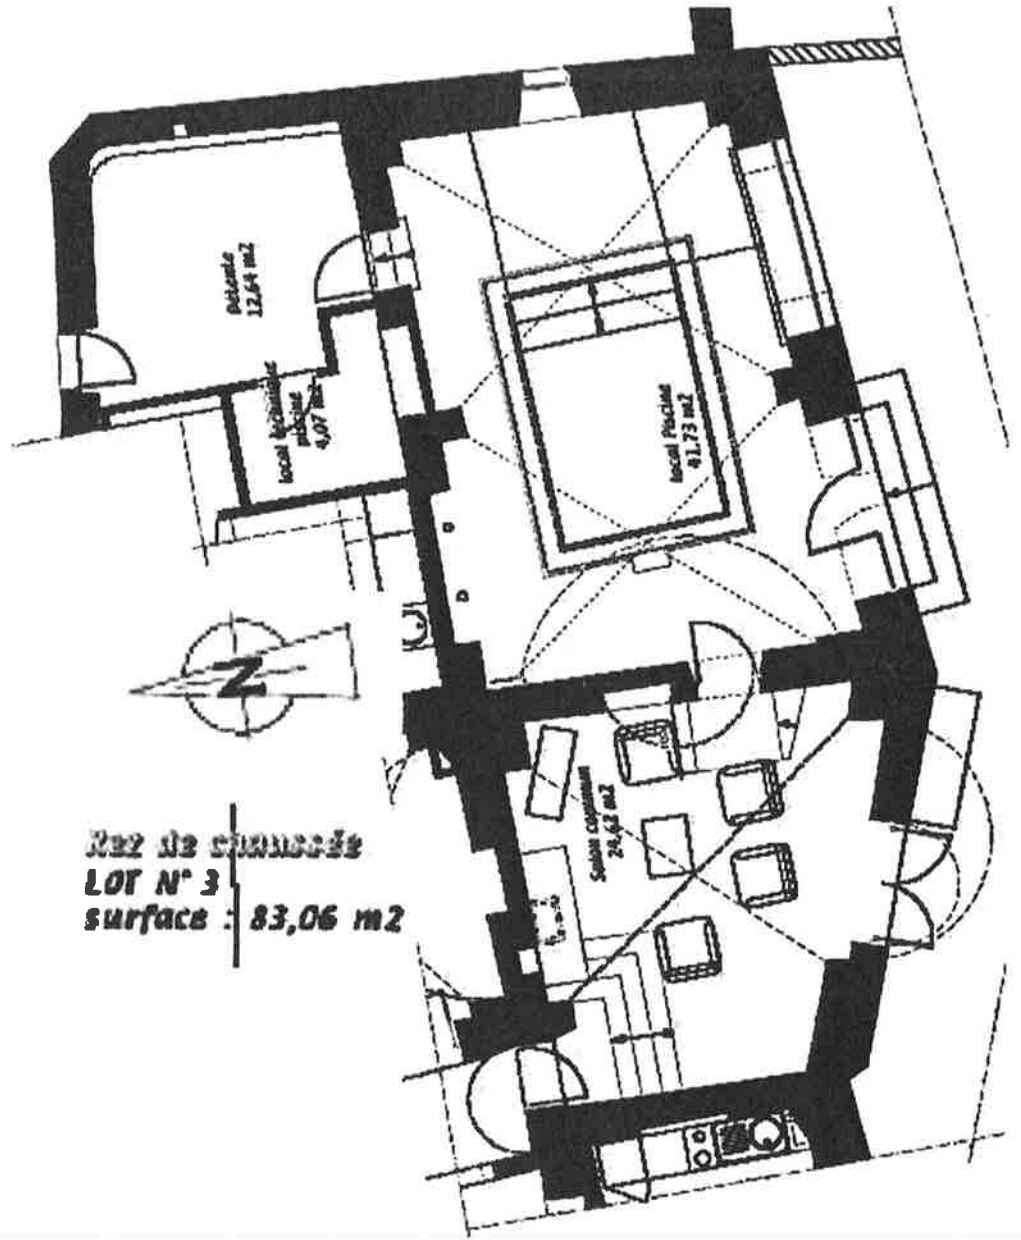 Détente
12,64 m2
local technique
piscine
4,07 m2
local Piscine
41,73 m2
N
Salon commun
24,62 m2
Rez de chaussée
LOT N° 3
surface : 83,06 m2